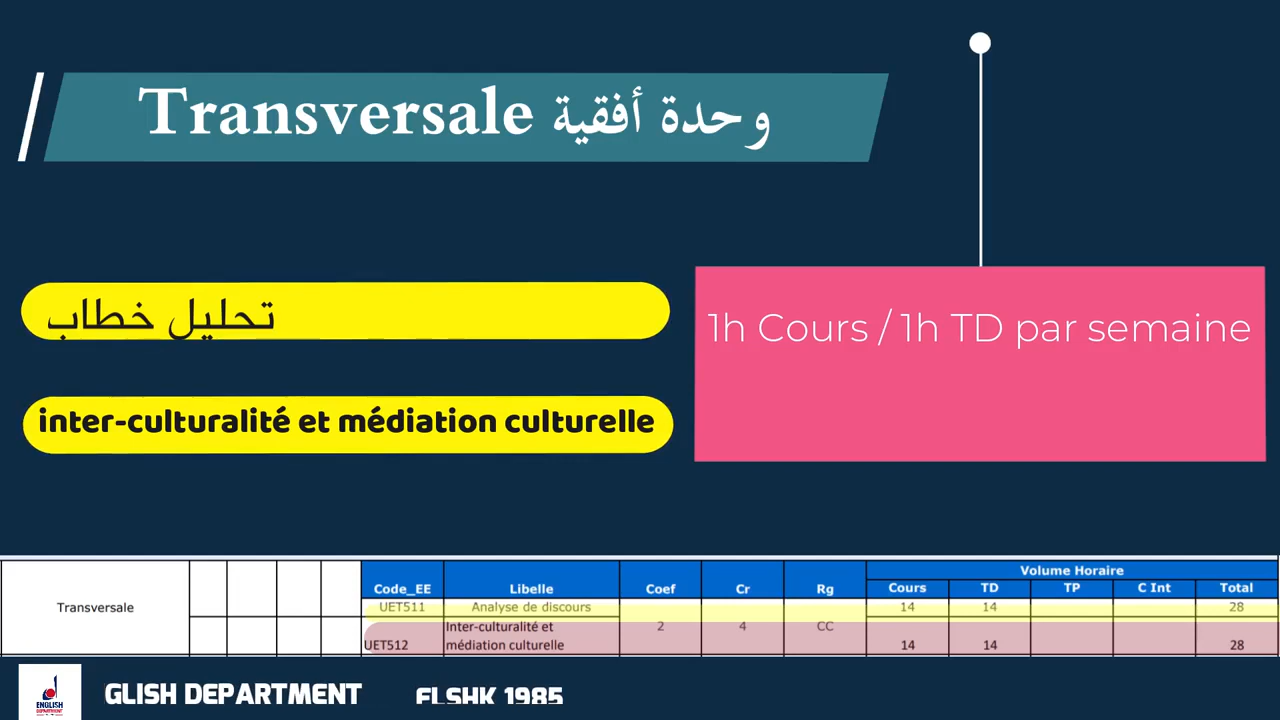 وحدة أفقية Transversale
تحليل خطاب
1h Cours / 1h TD par semaine
inter-culturalité et médiation culturelle
Volume Horaire
Code_EE Libelle Coef Cr Rg Cours TD TP C Int Total
Transversale
UET511 Analyse de discours 14 14 28
2 4 CC
UET512 Inter-culturalité et médiation culturelle 14 14 28
ENGLISH
DEPARTMENT
GLISH DEPARTMENT FLSHK 1985